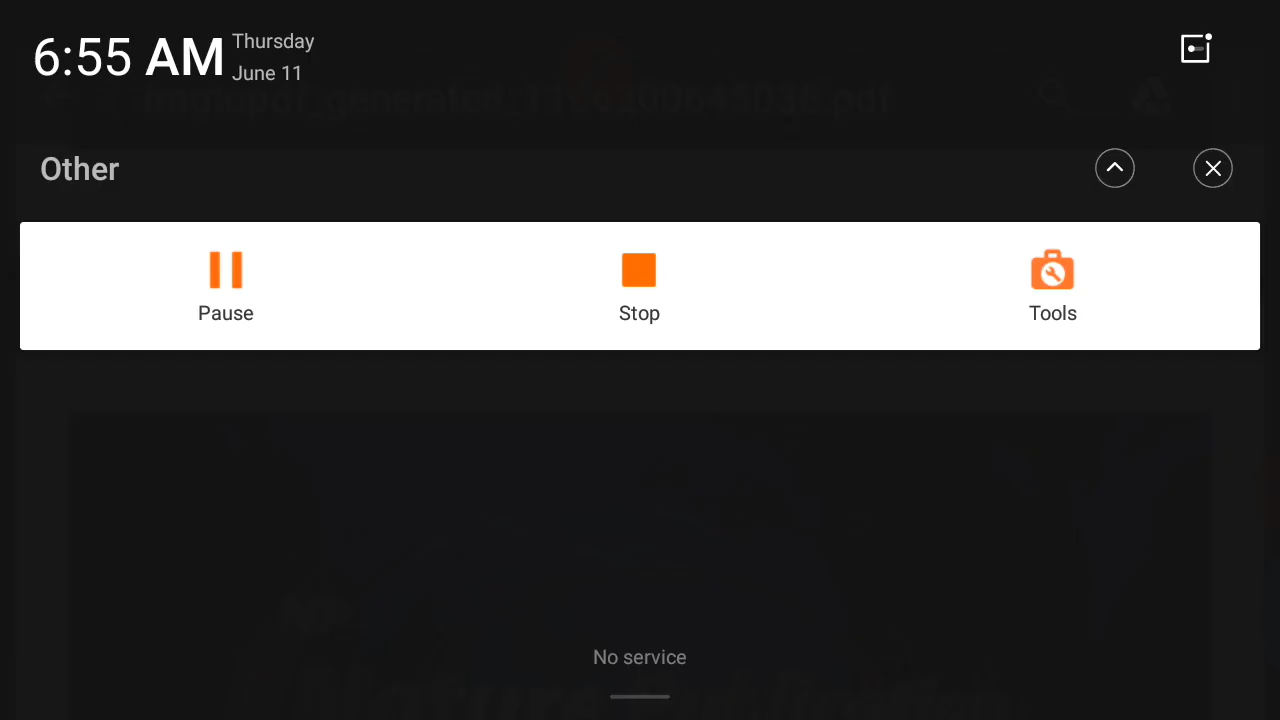 6:55 AM
Thursday
June 11
Other
Pause
Stop
Tools
No service